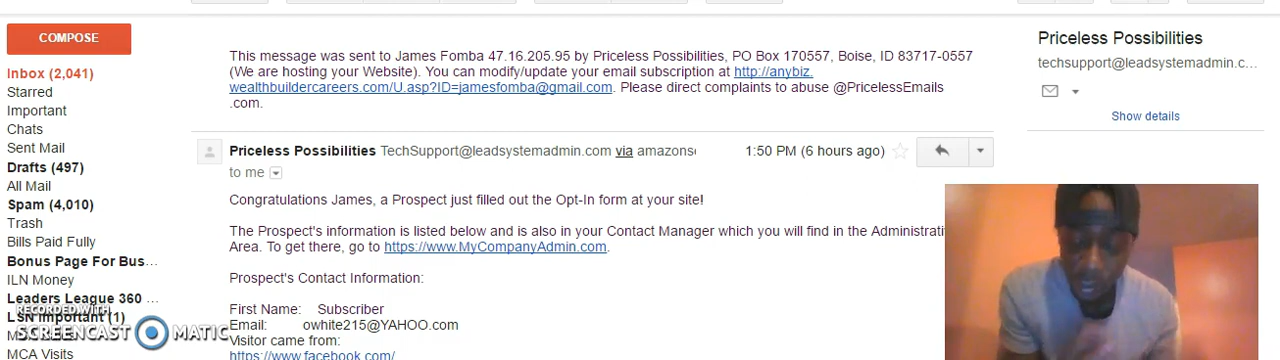 COMPOSE
Inbox (2,041)
Starred
Important
Chats
Sent Mail
Drafts (497)
All Mail
Spam (4,010)
Trash
Bills Paid Fully
Bonus Page For Bus...
ILN Money
Leaders League 360 ...
LSN Important (1)
MCA Visits
RECORDED WITH
SCREENCAST MATIC
This message was sent to James Fomba 47.16.205.95 by Priceless Possibilities, PO Box 170557, Boise, ID 83717-0557
(We are hosting your Website). You can modify/update your email subscription at http://anybiz.
wealthbuildercareers.com/U.asp?ID=jamesfomba@gmail.com. Please direct complaints to abuse @PricelessEmails
.com.
Priceless Possibilities TechSupport@leadsystemadmin.com via amazons
1:50 PM (6 hours ago)
to me
Congratulations James, a Prospect just filled out the Opt-In form at your site!
The Prospect's information is listed below and is also in your Contact Manager which you will find in the Administrati
Area. To get there, go to https://www.MyCompanyAdmin.com.
Prospect's Contact Information:
First Name: Subscriber
Email: owhite215@YAHOO.com
Visitor came from:
https://www.facebook.com/
Priceless Possibilities
techsupport@leadsystemadmin.c...
Show details